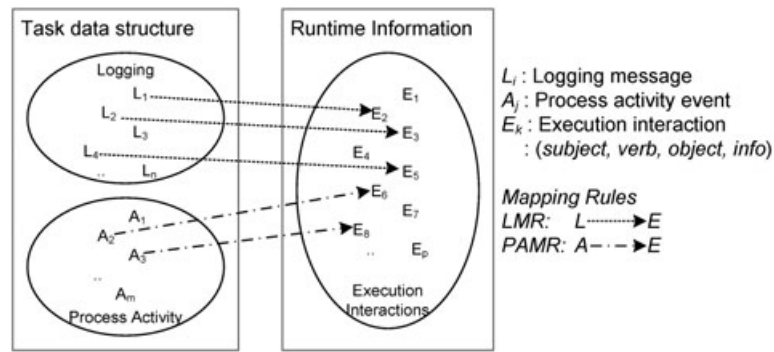 Task data structure
Logging
L1
L2
L3
L4
.. Ln
A1
A2
A3
..
Am
Process Activity
Runtime Information
E1
E2
E3
E4
E5
E6
E7
E8
.. Ep
Execution
Interactions
Li : Logging message
Aj : Process activity event
Ek : Execution interaction
: (subject, verb, object, info)
Mapping Rules
LMR: L E
PAMR: A E